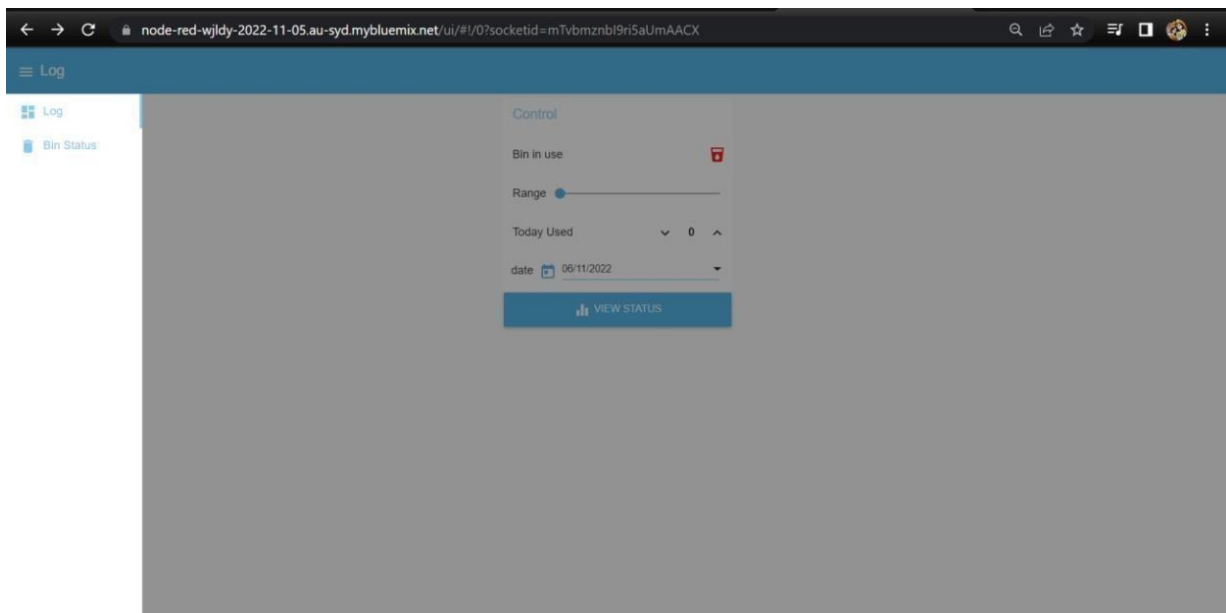 node-red-wjldy-2022-11-05.au-syd.mybluemix.net/ui/#!/0?socketid=mTvbmznbI9ri5aUmAACX
Log
Log
Bin Status
Control
Bin in use
Range
Today Used 0
date 06/11/2022
VIEW STATUS